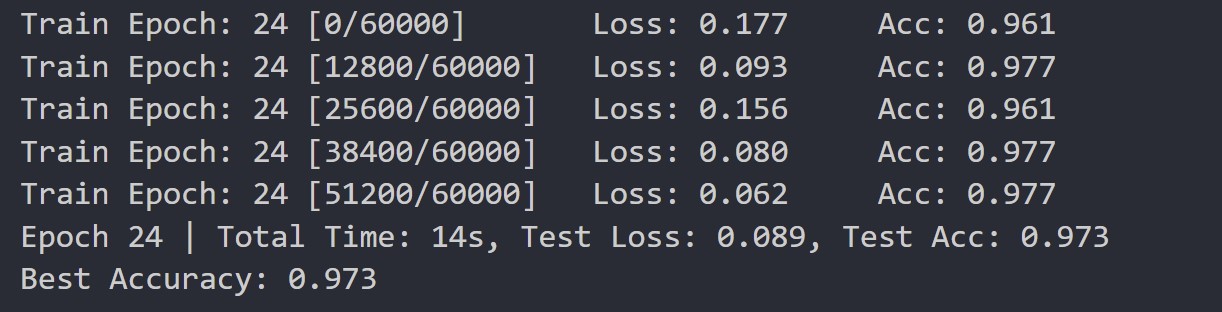 Train Epoch: 24 [0/60000] Loss: 0.177 Acc: 0.961
Train Epoch: 24 [12800/60000] Loss: 0.093 Acc: 0.977
Train Epoch: 24 [25600/60000] Loss: 0.156 Acc: 0.961
Train Epoch: 24 [38400/60000] Loss: 0.080 Acc: 0.977
Train Epoch: 24 [51200/60000] Loss: 0.062 Acc: 0.977
Epoch 24 | Total Time: 14s, Test Loss: 0.089, Test Acc: 0.973
Best Accuracy: 0.973